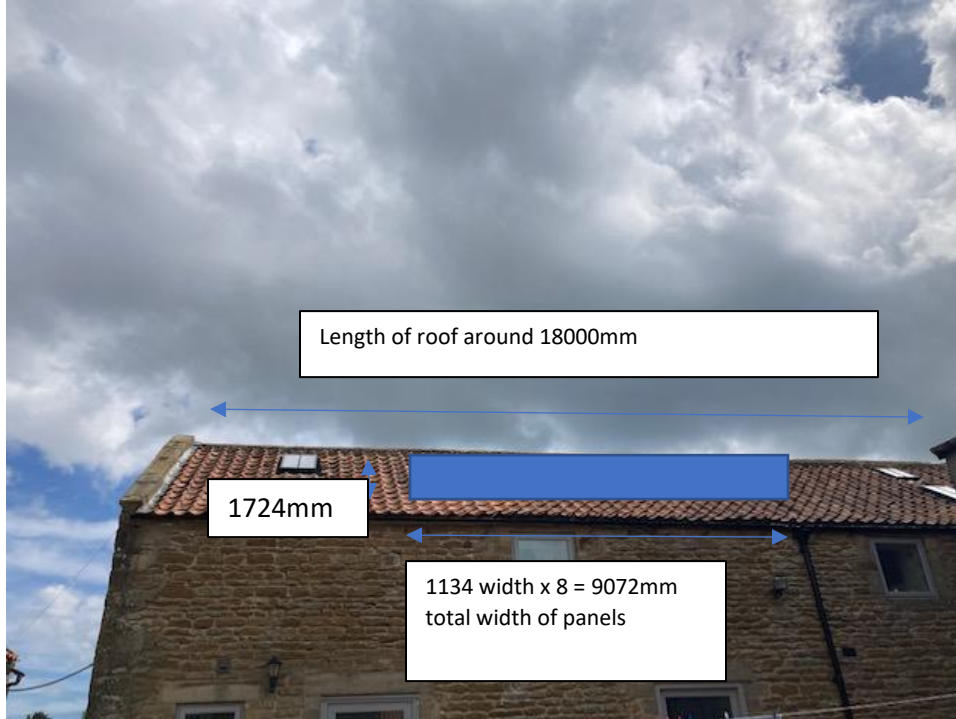 Length of roof around 18000mm
1724mm
1134 width x 8 = 9072mm
total width of panels